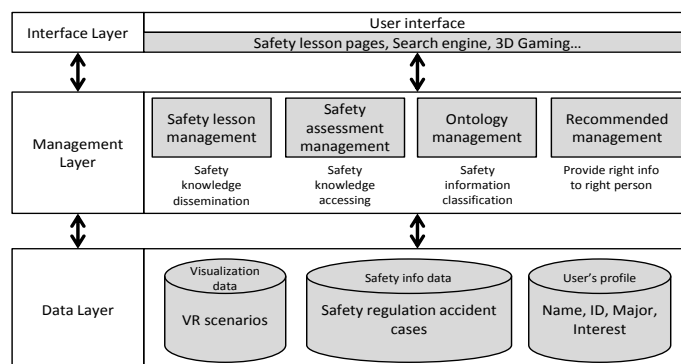 Interface Layer
User interface
Safety lesson pages, Search engine, 3D Gaming...
Management
Layer
Safety lesson
management
Safety
assessment
management
Ontology
management
Recommended
management
Safety
knowledge
dissemination
Safety
knowledge
accessing
Safety
information
classification
Provide right info
to right person
Data Layer
Visualization
data
VR scenarios
Safety info data
Safety regulation accident
cases
User's profile
Name, ID, Major,
Interest